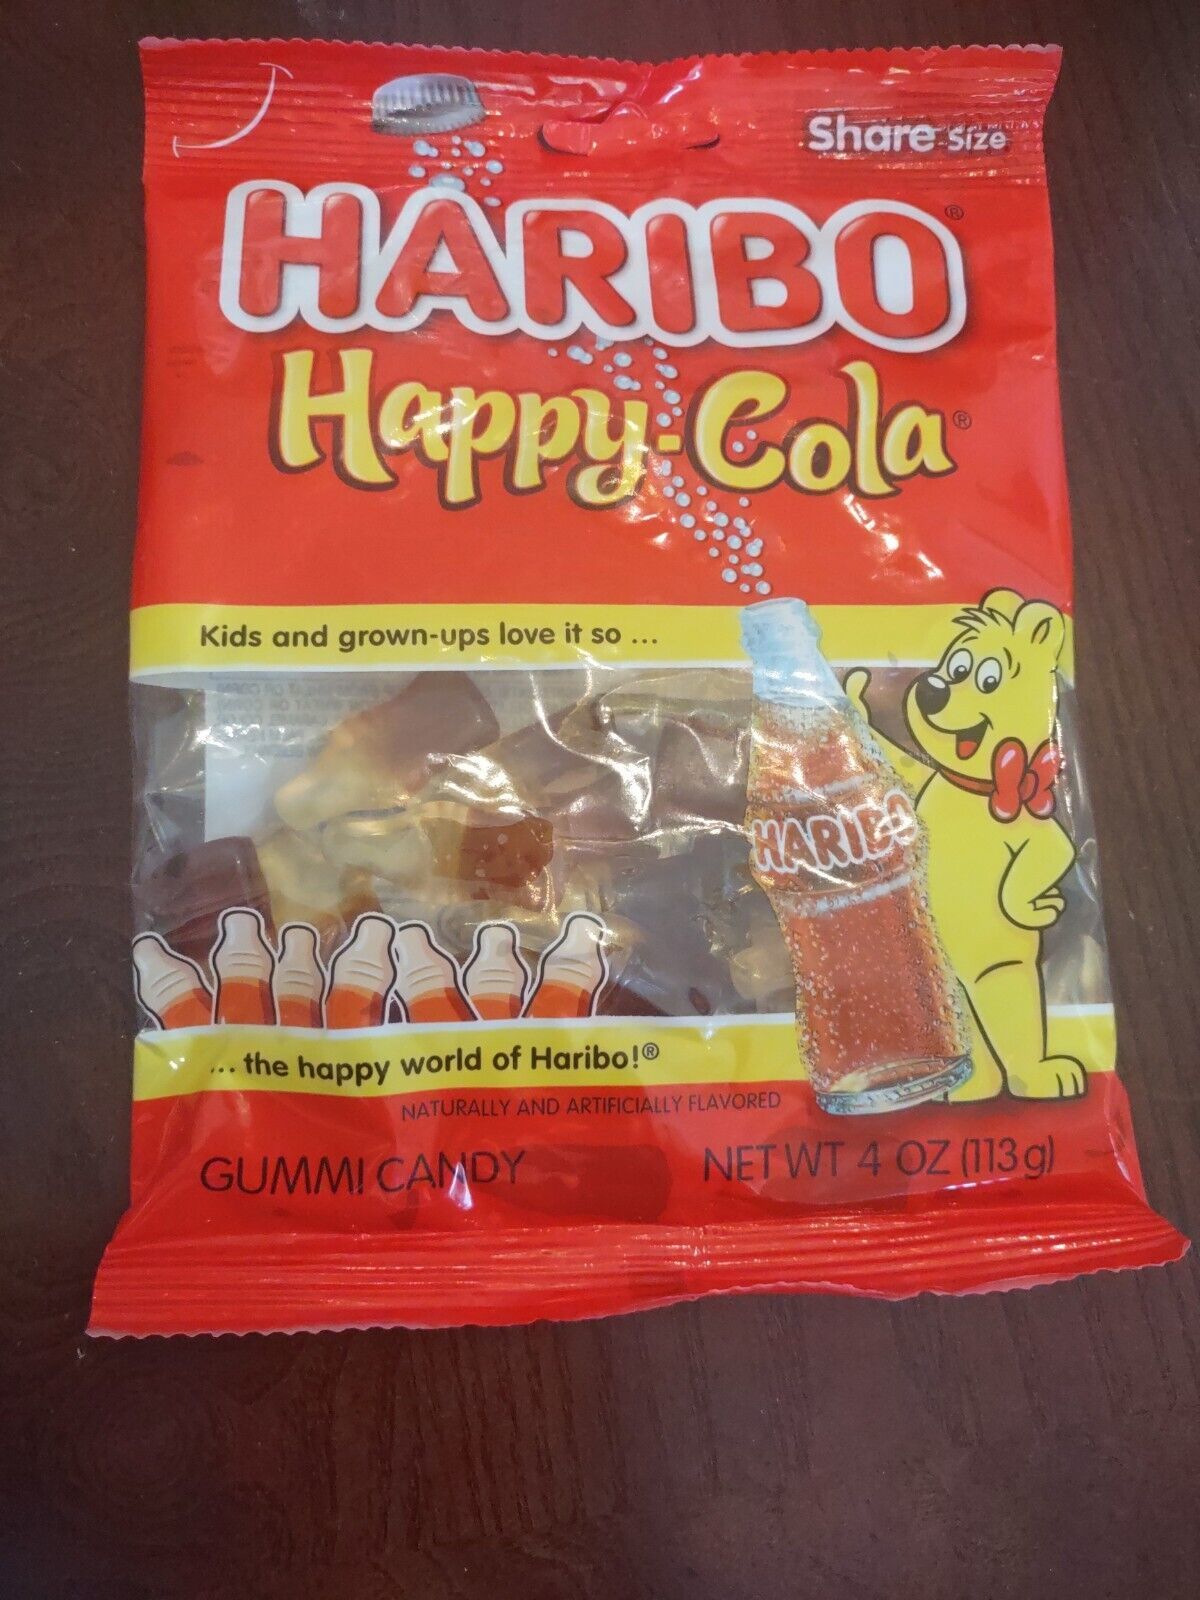 Share Size
HARIBO®
Happy-Cola®
Kids and grown-ups love it so ...
HARIBO
... the happy world of Haribo!®
NATURALLY AND ARTIFICIALLY FLAVORED
GUMMI CANDY NET WT 4 OZ (113 g)